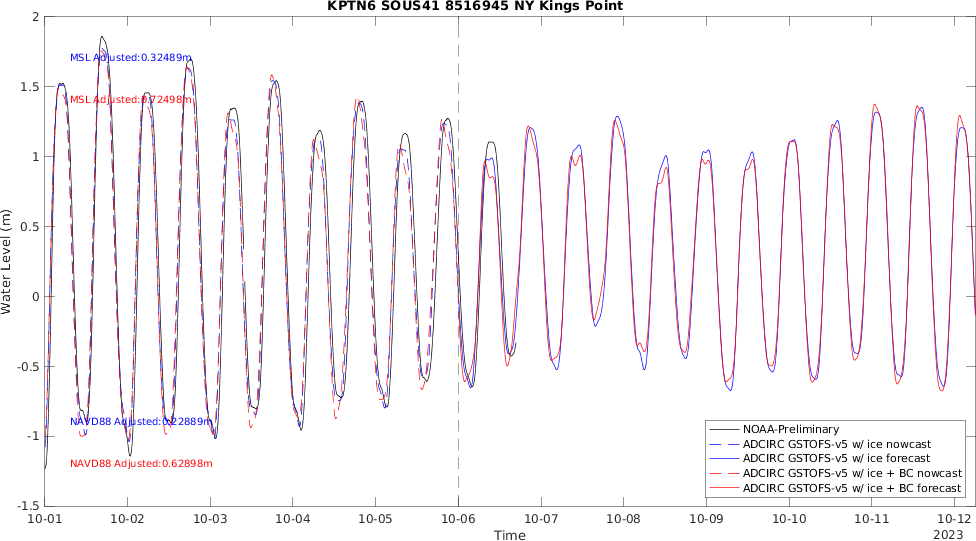 KPTN6 SOUS41 8516945 NY Kings Point
2
1.5
1
0.5
0
-0.5
-1
-1.5
Water Level (m)
MSL Adjusted:0.32489m
MSL Adjusted:0.72498m
NAVD88 Adjusted:0.22889m
NAVD88 Adjusted:0.62898m
NOAA-Preliminary
ADCIRC GSTOFS-v5 w/ ice nowcast
ADCIRC GSTOFS-v5 w/ ice forecast
ADCIRC GSTOFS-v5 w/ ice + BC nowcast
ADCIRC GSTOFS-v5 w/ ice + BC forecast
10-01 10-02 10-03 10-04 10-05 10-06 10-07 10-08 10-09 10-10 10-11 10-12
Time
2023